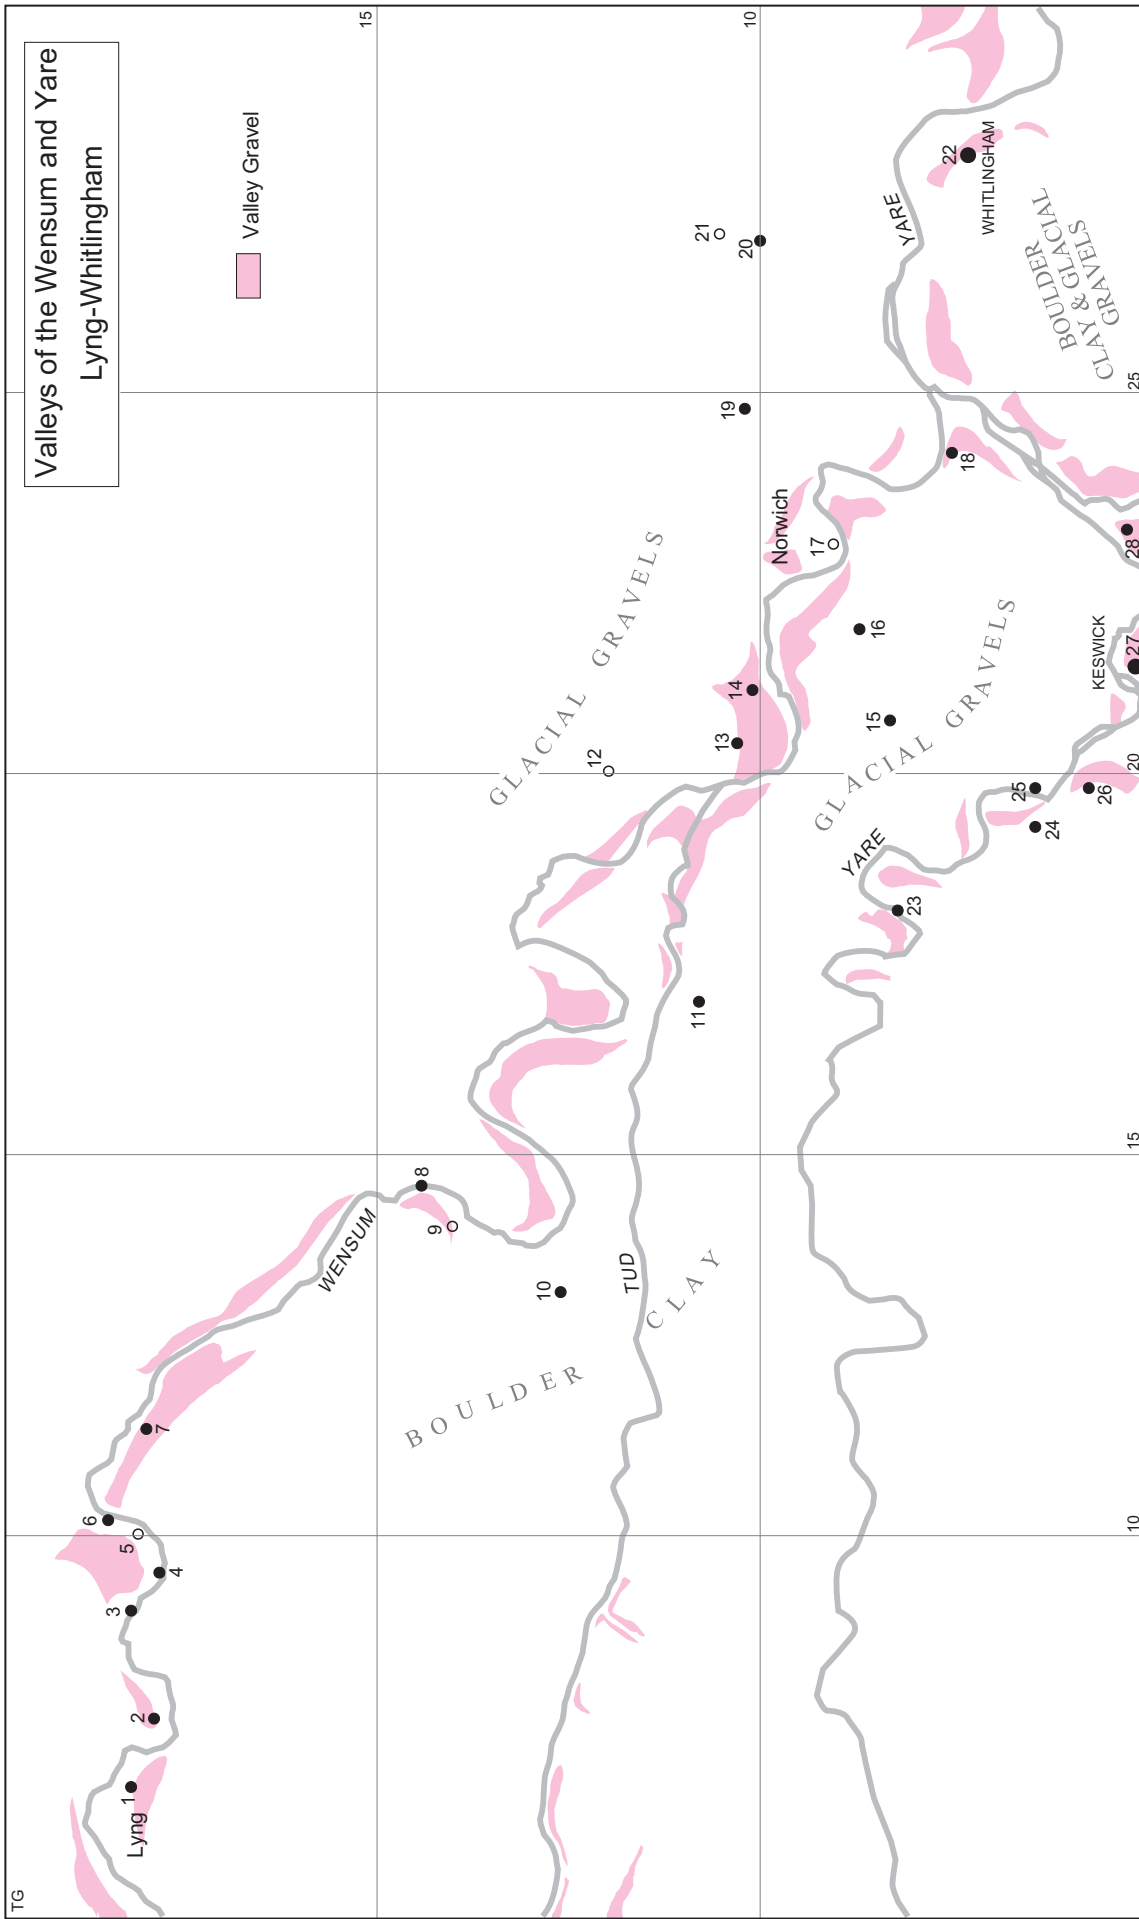 Valleys of the Wensum and Yare
Lyng-Whitlingham
Valley Gravel
TG
15
10
25
20
15
10
Lyng
1
2
3
4
5
6
7
8
9
10
11
12
13
14
15
16
17
18
19
20
21
22
23
24
25
26
27
28
WENSUM
TUD
YARE
YARE
Norwich
KESWICK
WHITLINGHAM
BOULDER
CLAY
GLACIAL GRAVELS
GLACIAL GRAVELS
BOULDER
CLAY & GLACIAL
GRAVELS